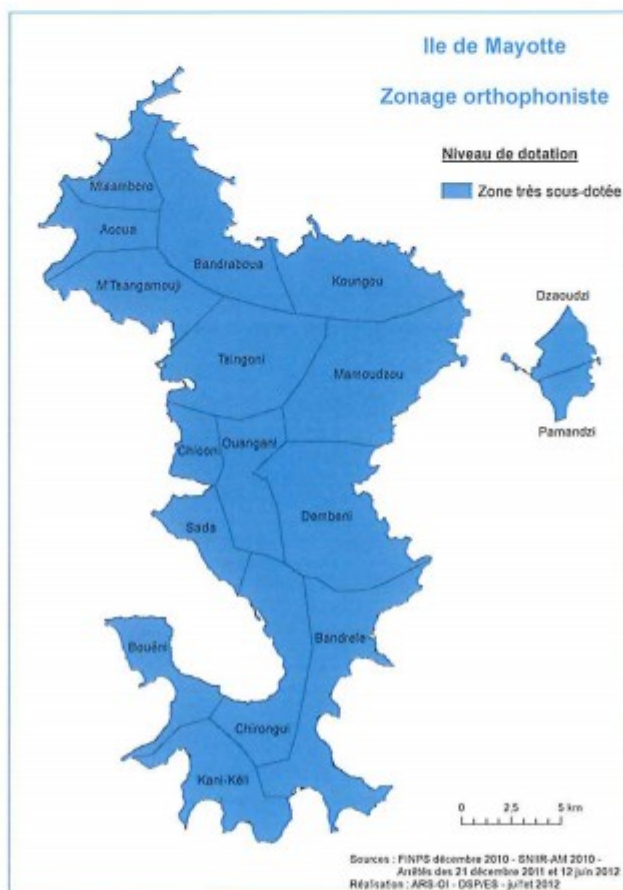 Ile de Mayotte
Zonage orthophoniste
Niveau de dotation
Zone très sous-dotée
M'samboro
Acoua
Bandraboua
M'Tsangamouji
Koungou
Dzaoudzi
Tsingoni
Mamoudzou
Pamandzi
Ouangani
Chiconi
Sada
Dembeni
Bandrele
Bouéni
Chirongui
Kani-Kéli
0 2,5 5 km
Sources : FINPS décembre 2010 - SNIIR-AM 2010 -
Arrêtés des 21 décembre 2011 et 12 juin 2012
Réalisation : ARS-OI - DSP/ES - juillet 2012